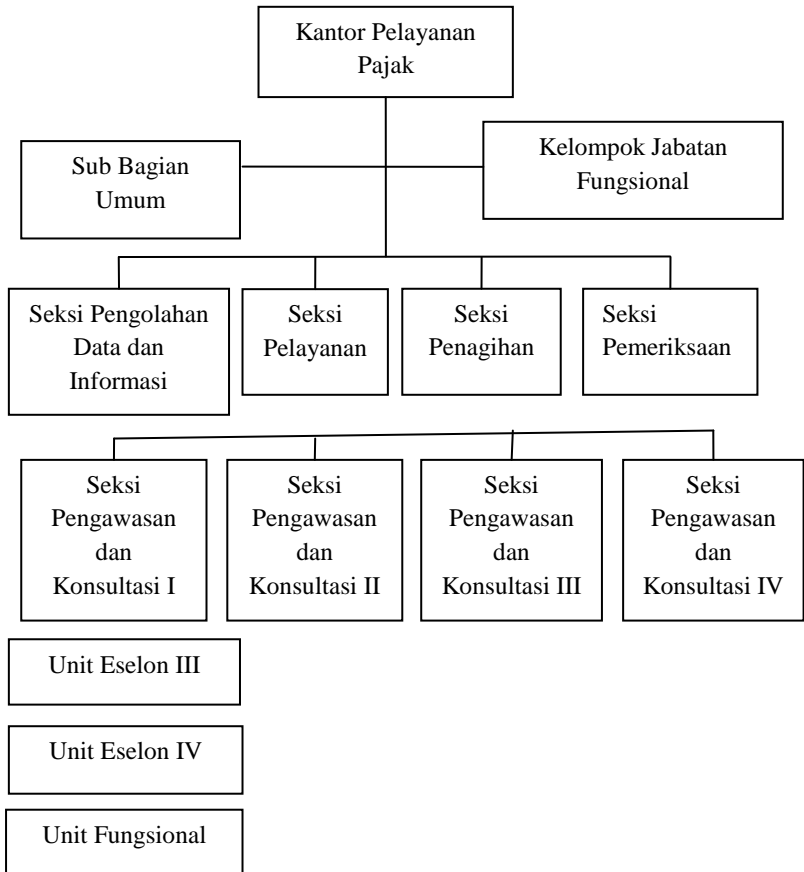 Kantor Pelayanan
Pajak
Sub Bagian
Umum
Kelompok Jabatan
Fungsional
Seksi Pengolahan
Data dan
Informasi
Seksi
Pelayanan
Seksi
Penagihan
Seksi
Pemeriksaan
Seksi
Pengawasan
dan
Konsultasi I
Seksi
Pengawasan
dan
Konsultasi II
Seksi
Pengawasan
dan
Konsultasi III
Seksi
Pengawasan
dan
Konsultasi IV
Unit Eselon III
Unit Eselon IV
Unit Fungsional